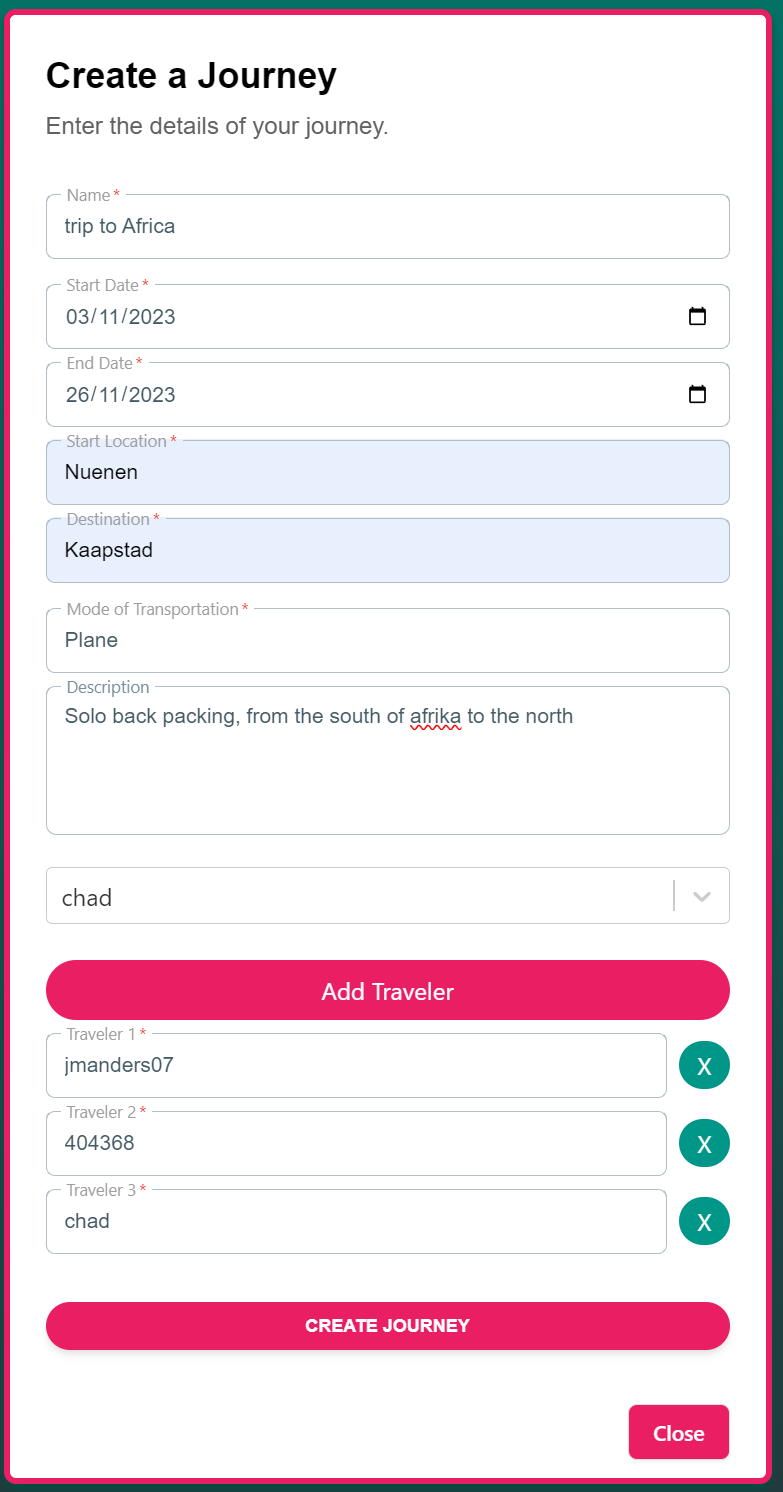 Create a Journey
Enter the details of your journey.
Name *
trip to Africa
Start Date *
03/11/2023
End Date *
26/11/2023
Start Location *
Nuenen
Destination *
Kaapstad
Mode of Transportation *
Plane
Description
Solo back packing, from the south of afrika to the north
chad
Add Traveler
Traveler 1 *
jmanders07
X
Traveler 2 *
404368
X
Traveler 3 *
chad
X
CREATE JOURNEY
Close